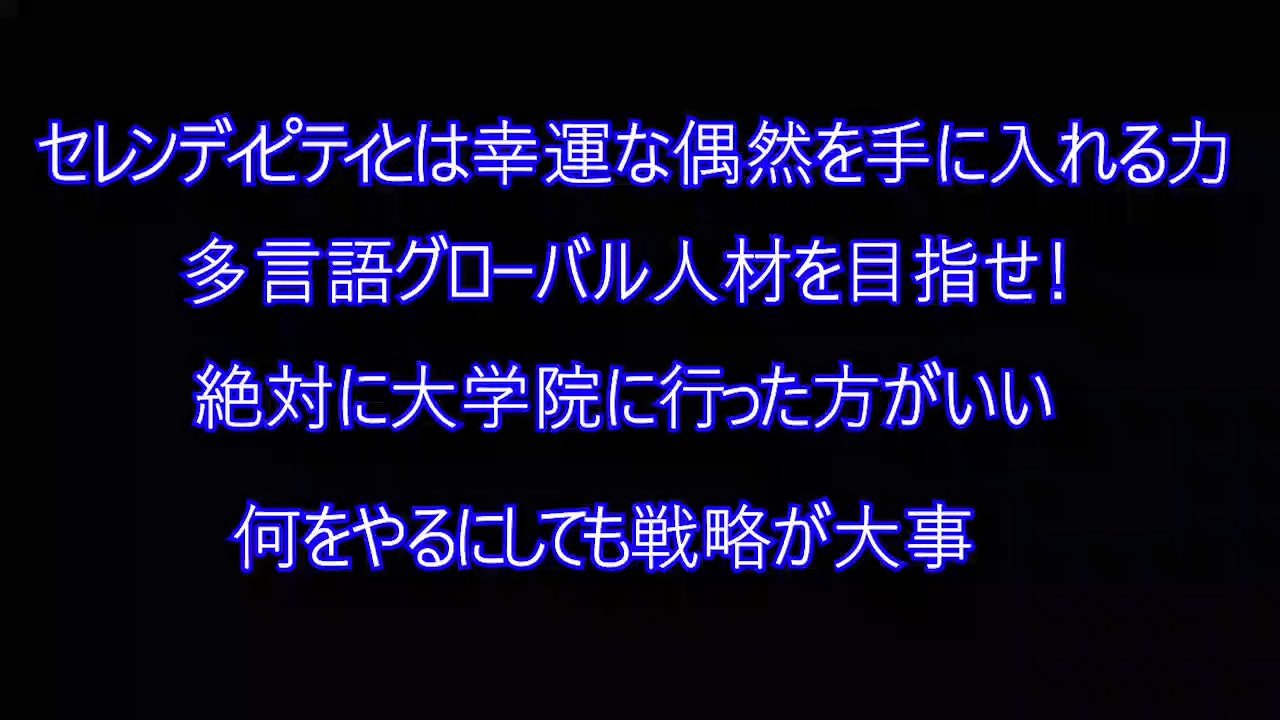 セレンディピティとは幸運な偶然を手に入れる力
多言語グローバル人材を目指せ!
絶対に大学院に行った方がいい
何をやるにしても戦略が大事